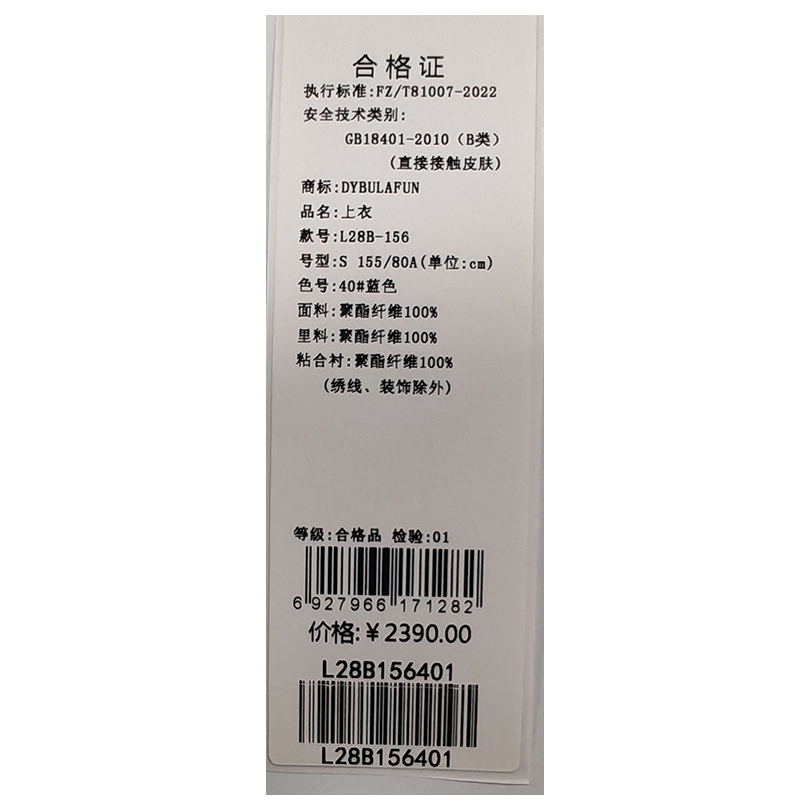 合格证
执行标准:FZ/T81007-2022
安全技术类别:
GB18401-2010（B类）
(直接接触皮肤)
商标:DYBULAFUN
品名:上衣
款号:L28B-156
号型:S 155/80A(单位:cm)
色号:40#蓝色
面料:聚酯纤维100%
里料:聚酯纤维100%
粘合衬:聚酯纤维100%
(绣线、装饰除外)
等级:合格品 检验:01
6 927966 171282
价格:￥2390.00
L28B156401
L28B156401